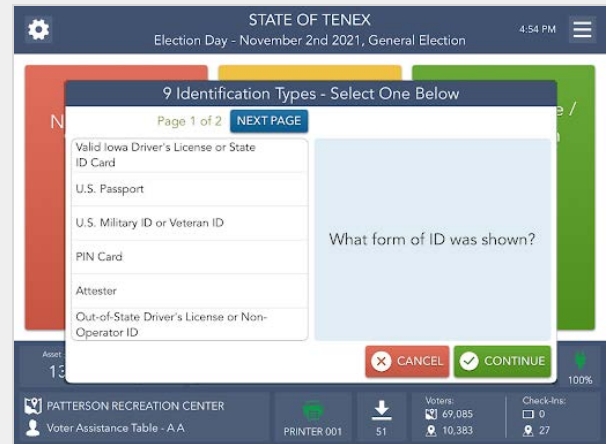 STATE OF TENEX
Election Day - November 2nd 2021, General Election
4:54 PM
9 Identification Types - Select One Below
N
e /
Page 1 of 2
NEXT PAGE
Valid Iowa Driver's License or State
ID Card
U.S. Passport
U.S. Military ID or Veteran ID
PIN Card
Attester
Out-of-State Driver's License or Non-
Operator ID
What form of ID was shown?
CANCEL
CONTINUE
Asset
13
100%
PATTERSON RECREATION CENTER
Voter Assistance Table - A A
PRINTER 001
51
Voters:
69,085
10,383
Check-Ins:
0
27